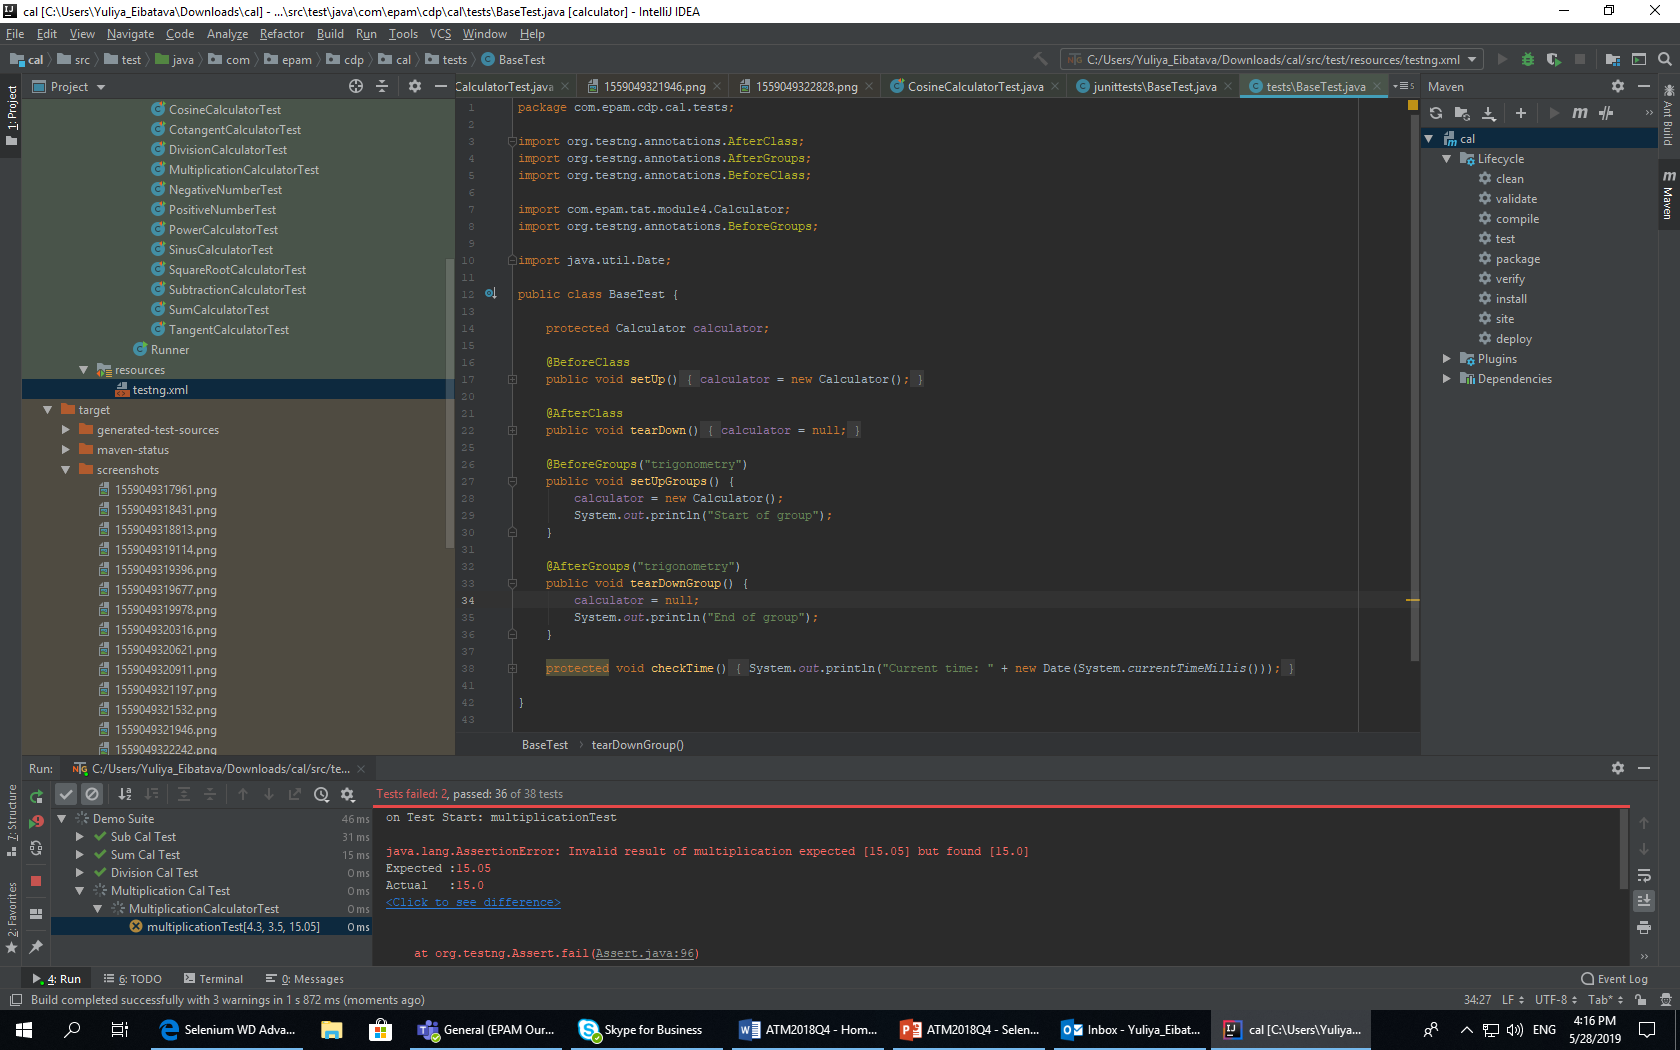 cal [C:\Users\Yuliya_Eibatava\Downloads\cal] - ...\src\test\java\com\epam\cdp\cal\tests\BaseTest.java [calculator] - IntelliJ IDEA
File Edit View Navigate Code Analyze Refactor Build Run Tools VCS Window Help
cal src test java com epam cdp cal tests BaseTest
C:/Users/Yuliya_Eibatava/Downloads/cal/src/test/resources/testng.xml
1: Project
Project
CalculatorTest.java 1559049321946.png 1559049322828.png CosineCalculatorTest.java junittests\BaseTest.java tests\BaseTest.java
CosineCalculatorTest
CotangentCalculatorTest
DivisionCalculatorTest
MultiplicationCalculatorTest
NegativeNumberTest
PositiveNumberTest
PowerCalculatorTest
SinusCalculatorTest
SquareRootCalculatorTest
SubtractionCalculatorTest
SumCalculatorTest
TangentCalculatorTest
Runner
resources
testng.xml
target
generated-test-sources
maven-status
screenshots
1559049317961.png
1559049318431.png
1559049318813.png
1559049319114.png
1559049319396.png
1559049319677.png
1559049319978.png
1559049320316.png
1559049320621.png
1559049320911.png
1559049321197.png
1559049321532.png
1559049321946.png
1559049322242.png
1 package com.epam.cdp.cal.tests;
2
3 import org.testng.annotations.AfterClass;
4 import org.testng.annotations.AfterGroups;
5 import org.testng.annotations.BeforeClass;
6
7 import com.epam.tat.module4.Calculator;
8 import org.testng.annotations.BeforeGroups;
9
10 import java.util.Date;
11
12 public class BaseTest {
13
14 protected Calculator calculator;
15
16 @BeforeClass
17 public void setUp() { calculator = new Calculator(); }
20
21 @AfterClass
22 public void tearDown() { calculator = null; }
25
26 @BeforeGroups("trigonometry")
27 public void setUpGroups() {
28 calculator = new Calculator();
29 System.out.println("Start of group");
30 }
31
32 @AfterGroups("trigonometry")
33 public void tearDownGroup() {
34 calculator = null;
35 System.out.println("End of group");
36 }
37
38 protected void checkTime() { System.out.println("Current time: " + new Date(System.currentTimeMillis())); }
41
42 }
43
BaseTest tearDownGroup()
Maven
cal
Lifecycle
clean
validate
compile
test
package
verify
install
site
deploy
Plugins
Dependencies
Ant Build
Maven
Run: C:/Users/Yuliya_Eibatava/Downloads/cal/src/te...
Tests failed: 2, passed: 36 of 38 tests
Demo Suite 46 ms
Sub Cal Test 31 ms
Sum Cal Test 15 ms
Division Cal Test 0 ms
Multiplication Cal Test 0 ms
MultiplicationCalculatorTest 0 ms
multiplicationTest[4.3, 3.5, 15.05] 0 ms
on Test Start: multiplicationTest
java.lang.AssertionError: Invalid result of multiplication expected [15.05] but found [15.0]
Expected :15.05
Actual :15.0
<Click to see difference>
at org.testng.Assert.fail(Assert.java:96)
7: Structure
2: Favorites
4: Run 6: TODO Terminal 0: Messages Event Log
Build completed successfully with 3 warnings in 1 s 872 ms (moments ago)
34:27 LF UTF-8 Tab*
Selenium WD Adva... General (EPAM Our... Skype for Business ATM2018Q4 - Hom... ATM2018Q4 - Selen... Inbox - Yuliya_Eibat... cal [C:\Users\Yuliya...
ENG
4:16 PM
5/28/2019